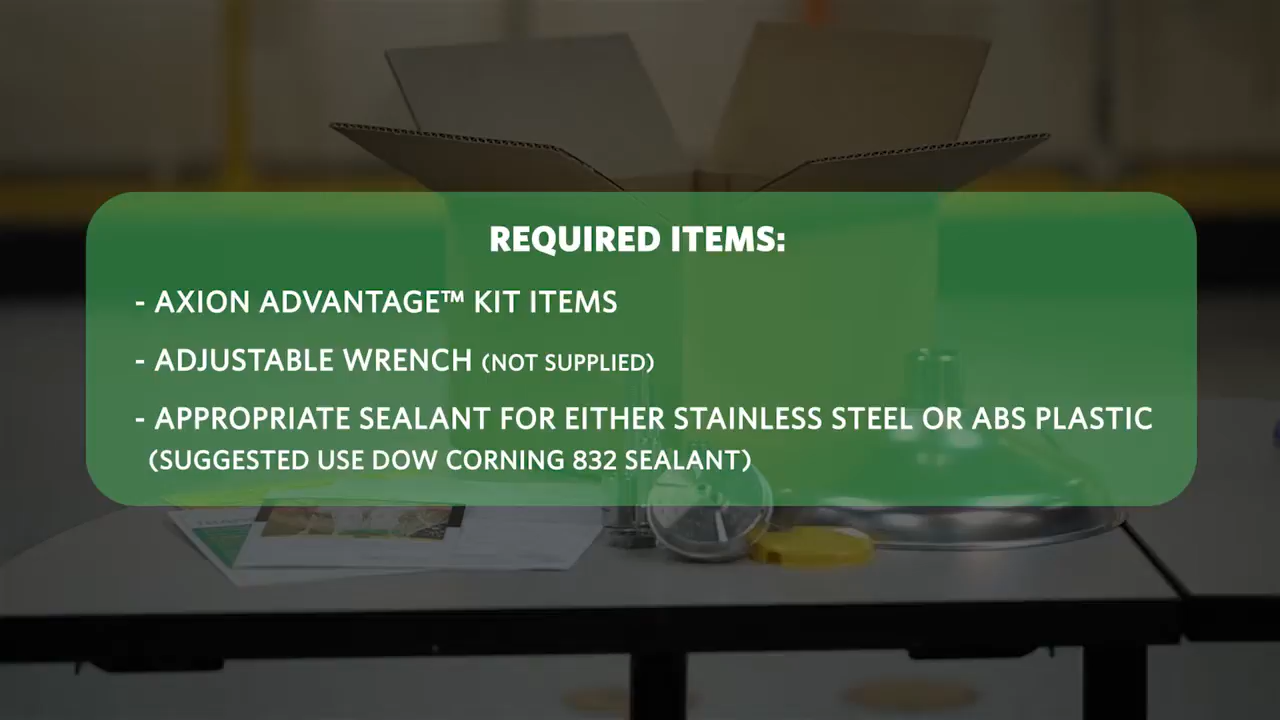 REQUIRED ITEMS:
- AXION ADVANTAGE™ KIT ITEMS
- ADJUSTABLE WRENCH (NOT SUPPLIED)
- APPROPRIATE SEALANT FOR EITHER STAINLESS STEEL OR ABS PLASTIC
(SUGGESTED USE DOW CORNING 832 SEALANT)